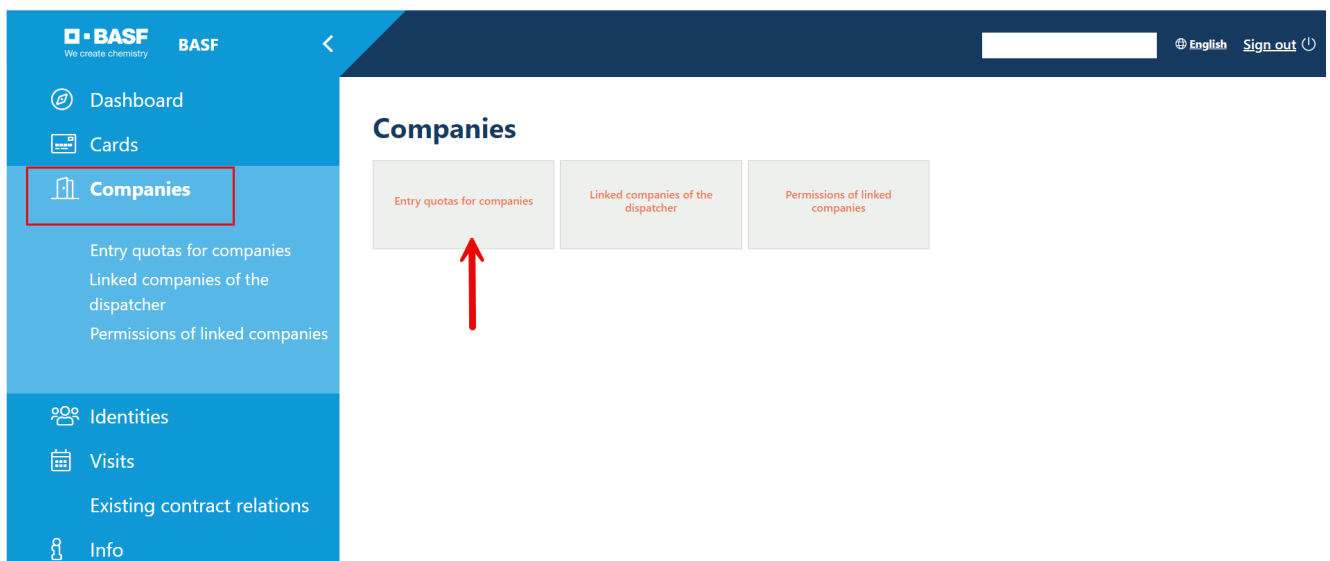 BASF
We create chemistry
BASF
English
Sign out
Dashboard
Cards
Companies
Entry quotas for companies
Linked companies of the
dispatcher
Permissions of linked companies
Identities
Visits
Existing contract relations
Info
Companies
Entry quotas for companies
Linked companies of the
dispatcher
Permissions of linked
companies